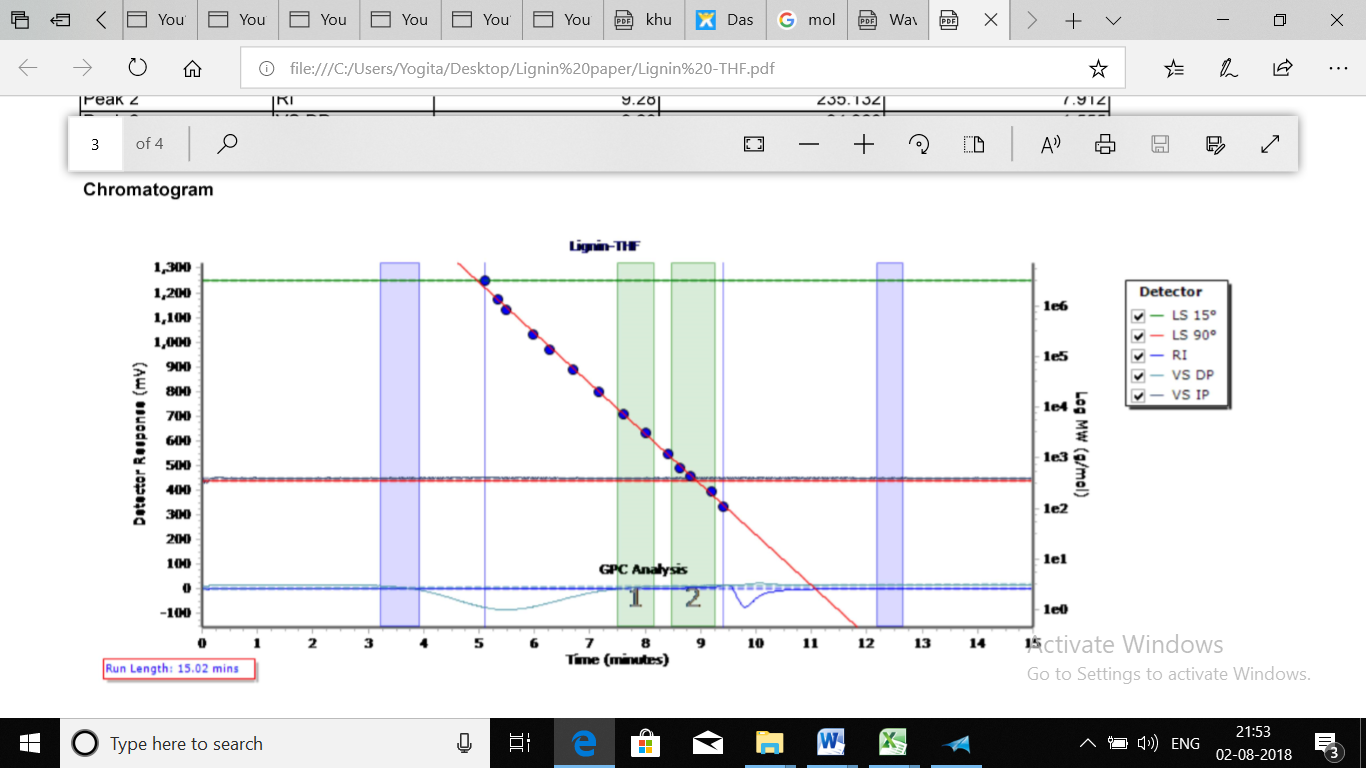 You You You You You You khu Das mol Wav
file:///C:/Users/Yogita/Desktop/Lignin%20paper/Lignin%20-THF.pdf
Peak 2 RI 9.28 235.132 7.912
3 of 4
Chromatogram
Lignin-THF
1,300
1,200
1,100
1,000
900
800
700
600
500
400
300
200
100
0
-100
Detector Response (mV)
1e6
1e5
1e4
1e3
1e2
1e1
1e0
Log MW (g/mol)
Detector
LS 15°
LS 90°
RI
VS DP
VS IP
GPC Analysis
1 2
0 1 2 3 4 5 6 7 8 9 10 11 12 13 14 15
Time (minutes)
Run Length: 15.02 mins
Activate Windows
Go to Settings to activate Windows.
Type here to search
ENG
21:53
02-08-2018
3